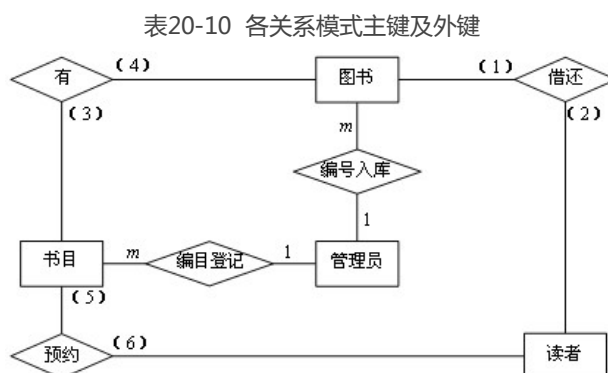 表20-10 各关系模式主键及外键
有
(4)
图书
(1)
借还
(3)
(2)
m
编号入库
1
书目
m
编目登记
1
管理员
(5)
预约
(6)
读者